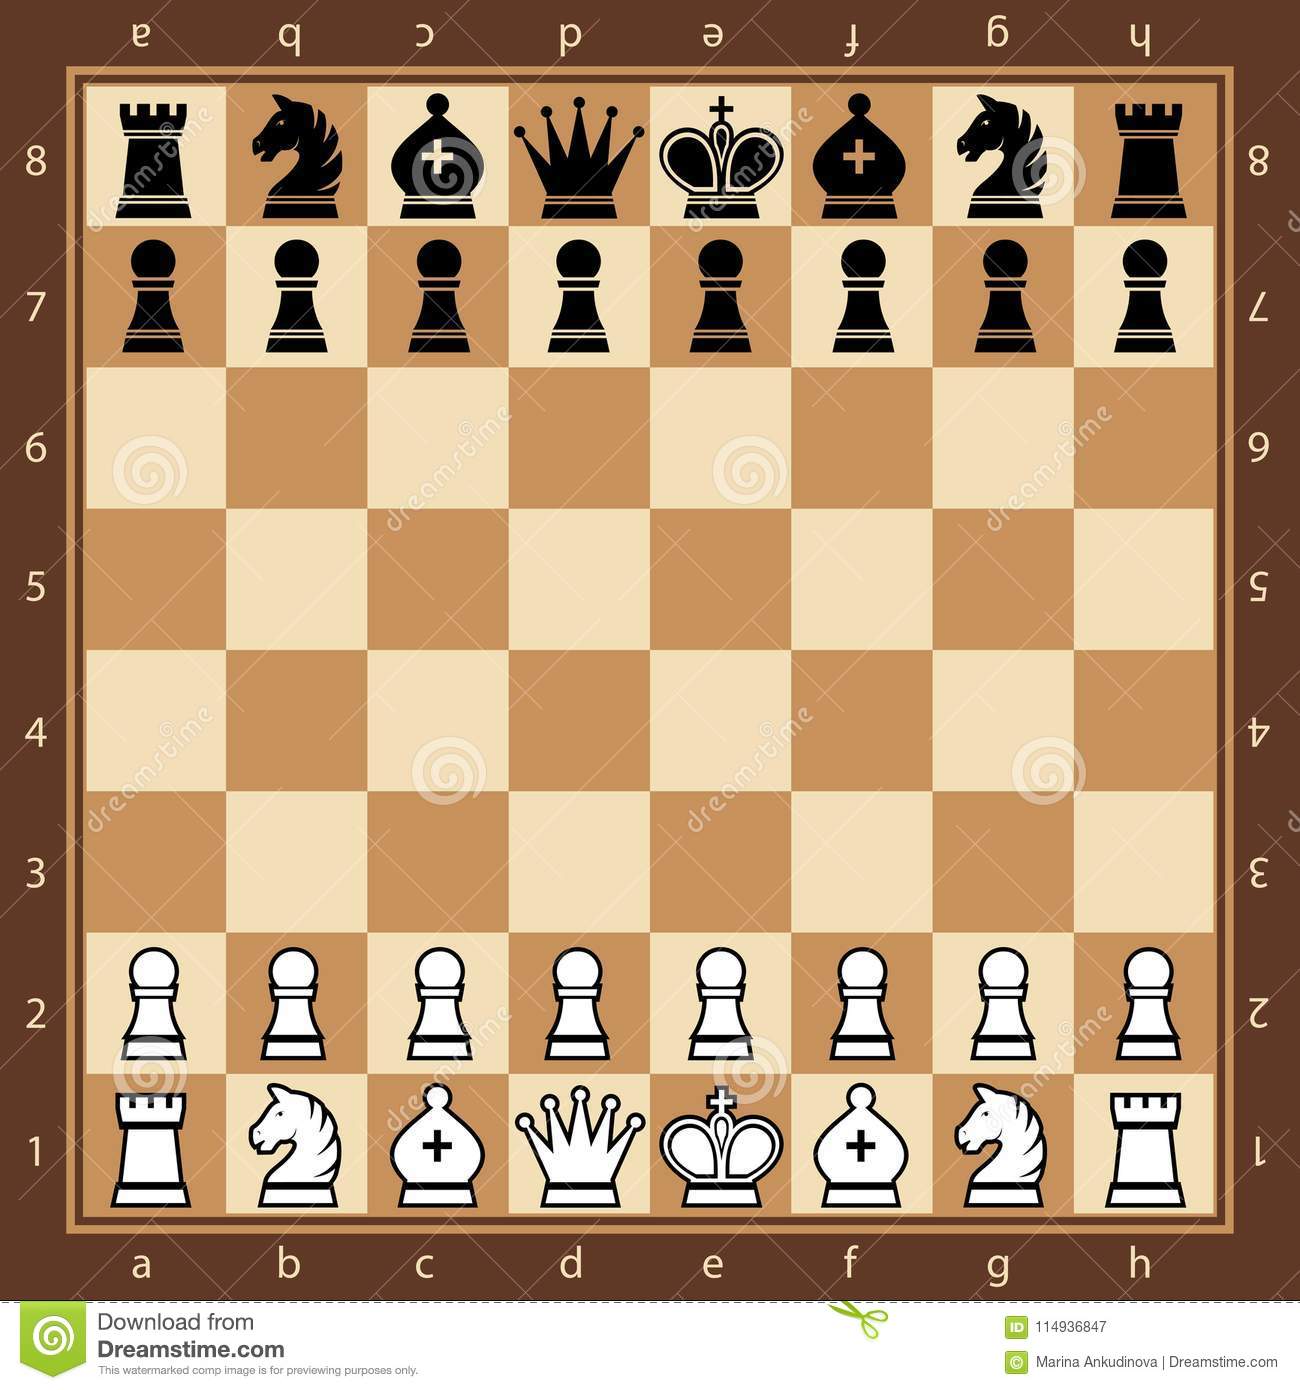 a b c d e f g h
8 8
7 7
6 6
5 5
4 4
3 3
2 2
1 1
a b c d e f g h
dreamstime
Download from
Dreamstime.com
This watermarked comp image is for previewing purposes only.
ID 114936847
© Marina Ankudinova | Dreamstime.com